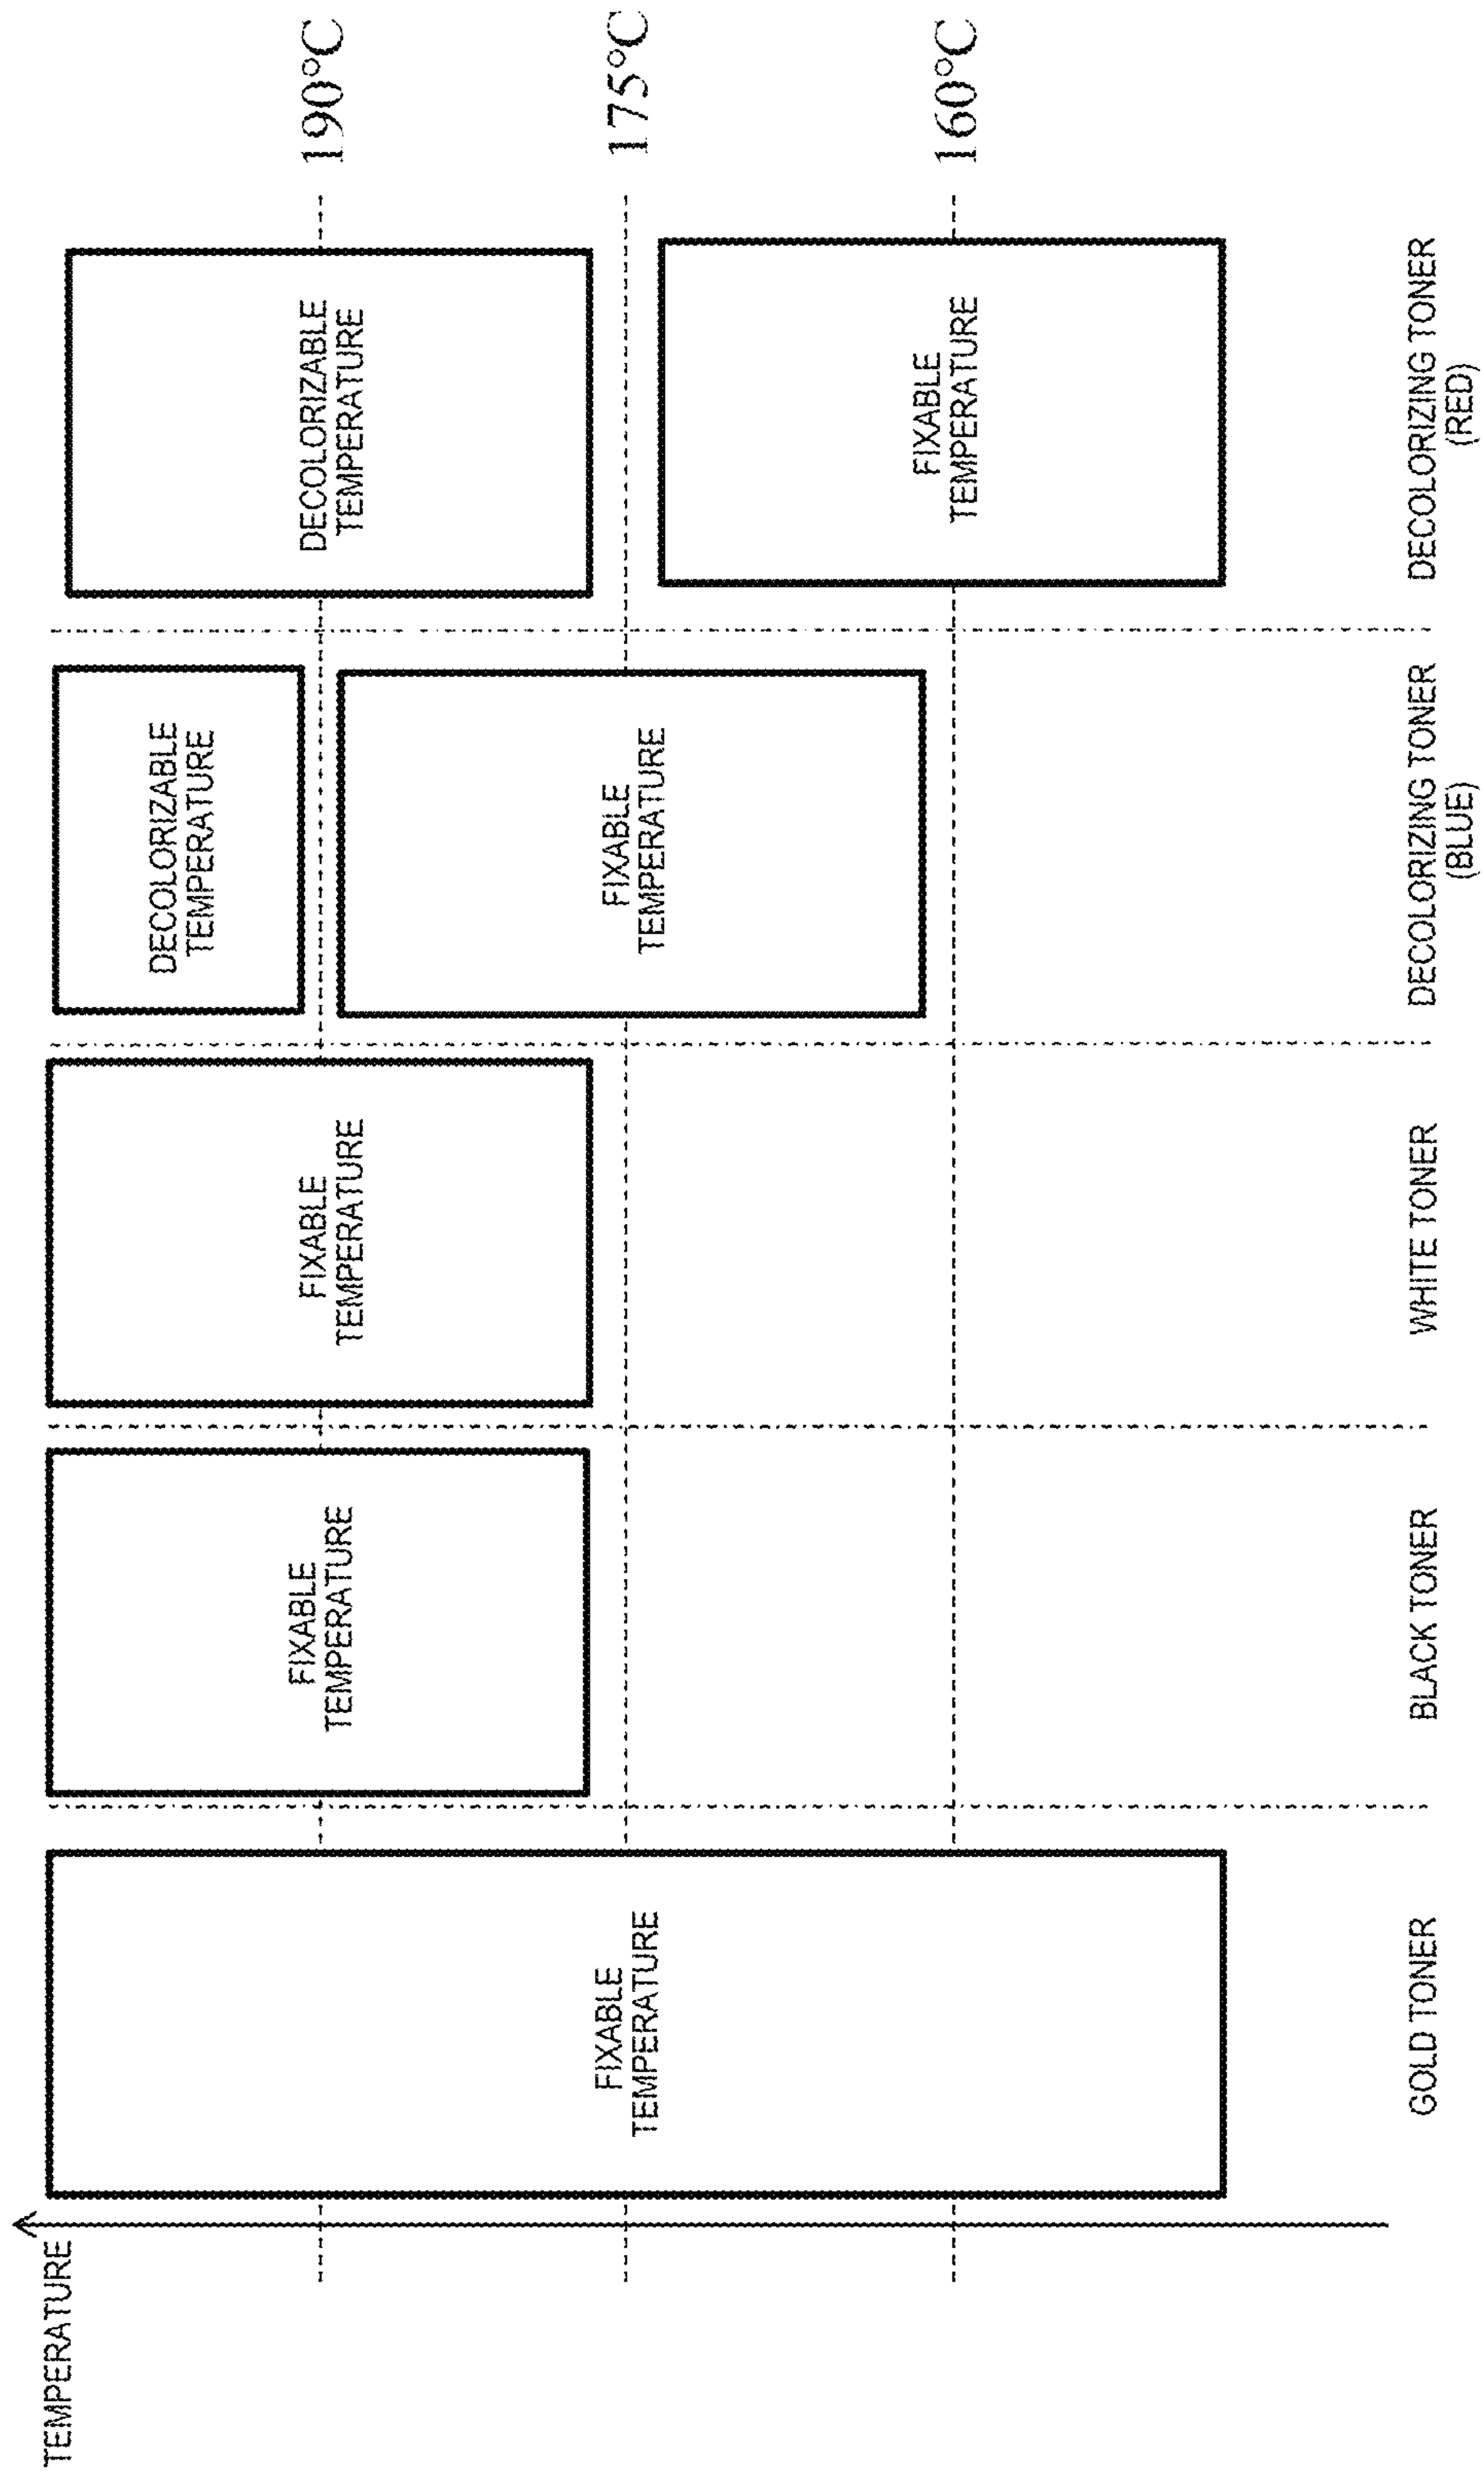 TEMPERATURE
190°C
175°C
160°C
FIXABLE
TEMPERATURE
FIXABLE
TEMPERATURE
FIXABLE
TEMPERATURE
DECOLORIZABLE
TEMPERATURE
FIXABLE
TEMPERATURE
DECOLORIZABLE
TEMPERATURE
FIXABLE
TEMPERATURE
GOLD TONER
BLACK TONER
WHITE TONER
DECOLORIZING TONER
(BLUE)
DECOLORIZING TONER
(RED)